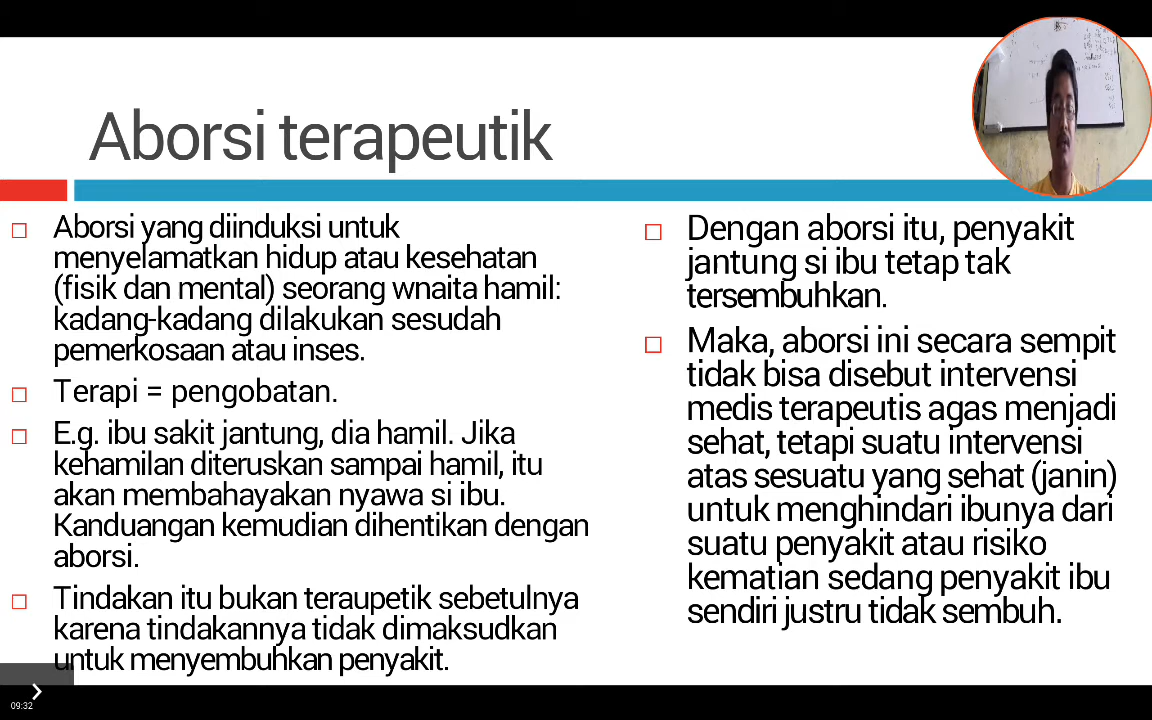 Aborsi terapeutik
Aborsi yang diinduksi untuk
menyelamatkan hidup atau kesehatan
(fisik dan mental) seorang wnaita hamil:
kadang-kadang dilakukan sesudah
pemerkosaan atau inses.
Terapi = pengobatan.
E.g. ibu sakit jantung, dia hamil. Jika
kehamilan diteruskan sampai hamil, itu
akan membahayakan nyawa si ibu.
Kanduangan kemudian dihentikan dengan
aborsi.
Tindakan itu bukan teraupetik sebetulnya
karena tindakannya tidak dimaksudkan
untuk menyembuhkan penyakit.
Dengan aborsi itu, penyakit
jantung si ibu tetap tak
tersembuhkan.
Maka, aborsi ini secara sempit
tidak bisa disebut intervensi
medis terapeutis agas menjadi
sehat, tetapi suatu intervensi
atas sesuatu yang sehat (janin)
untuk menghindari ibunya dari
suatu penyakit atau risiko
kematian sedang penyakit ibu
sendiri justru tidak sembuh.
09:32